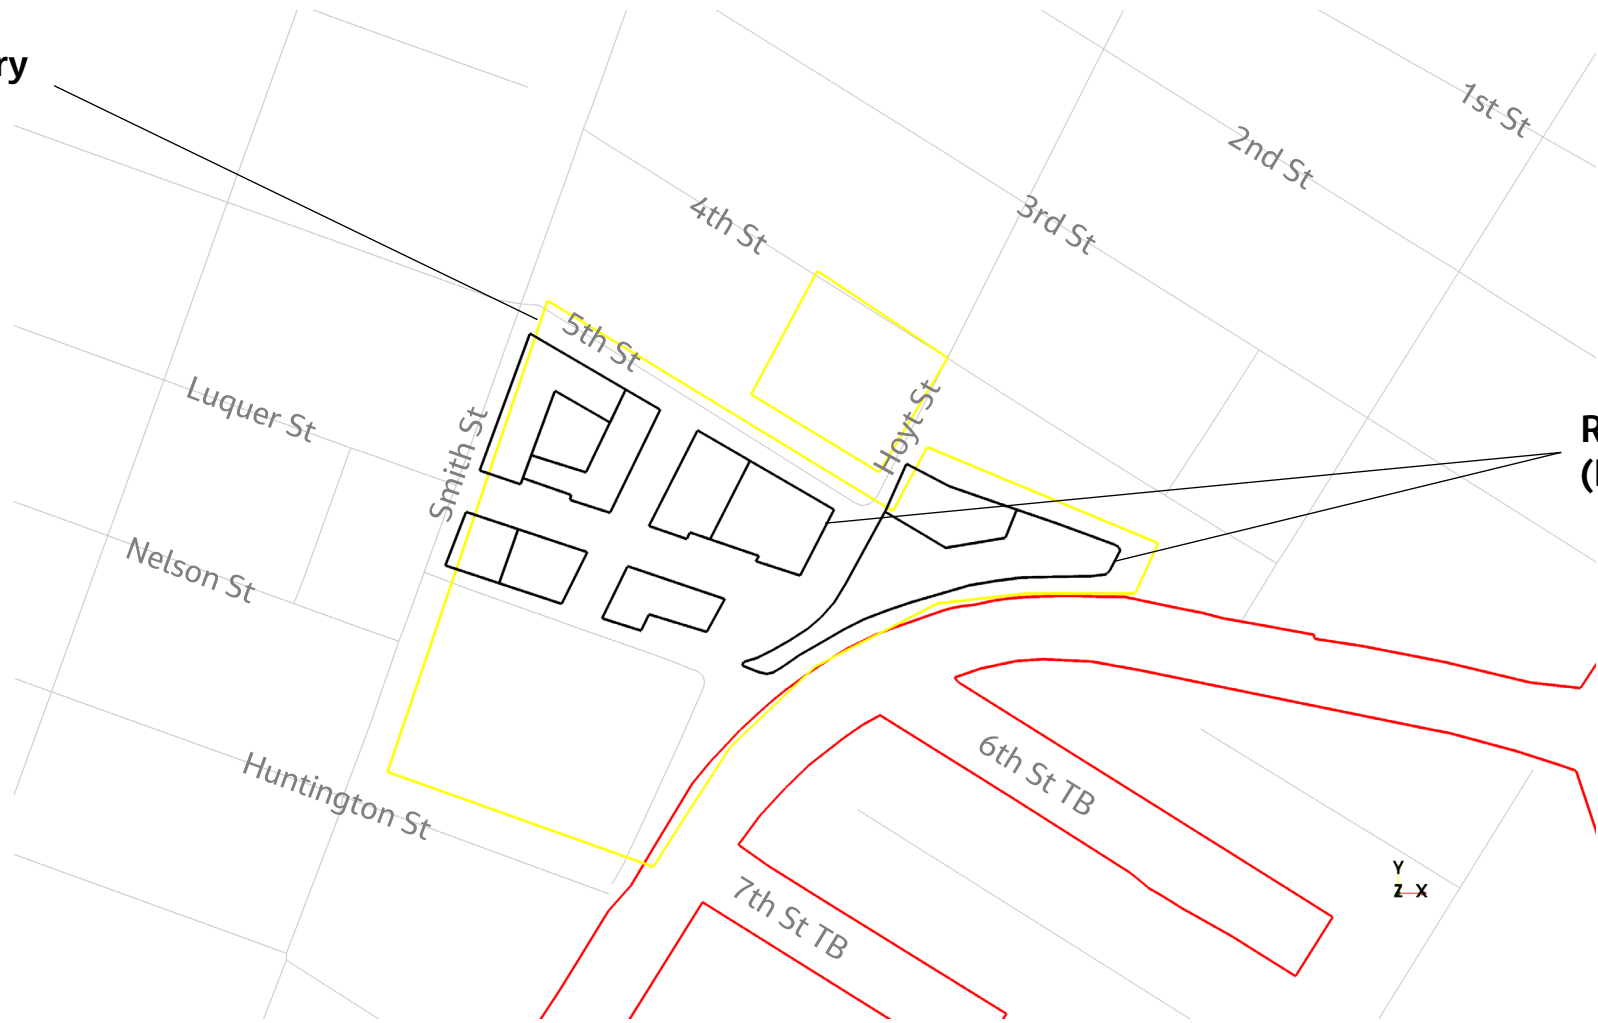 ry
1st St
2nd St
4th St
3rd St
5th St
Luquer St
Hoyt St
Smith St
R
(
Nelson St
6th St TB
Huntington St
7th St TB
Y
Z X